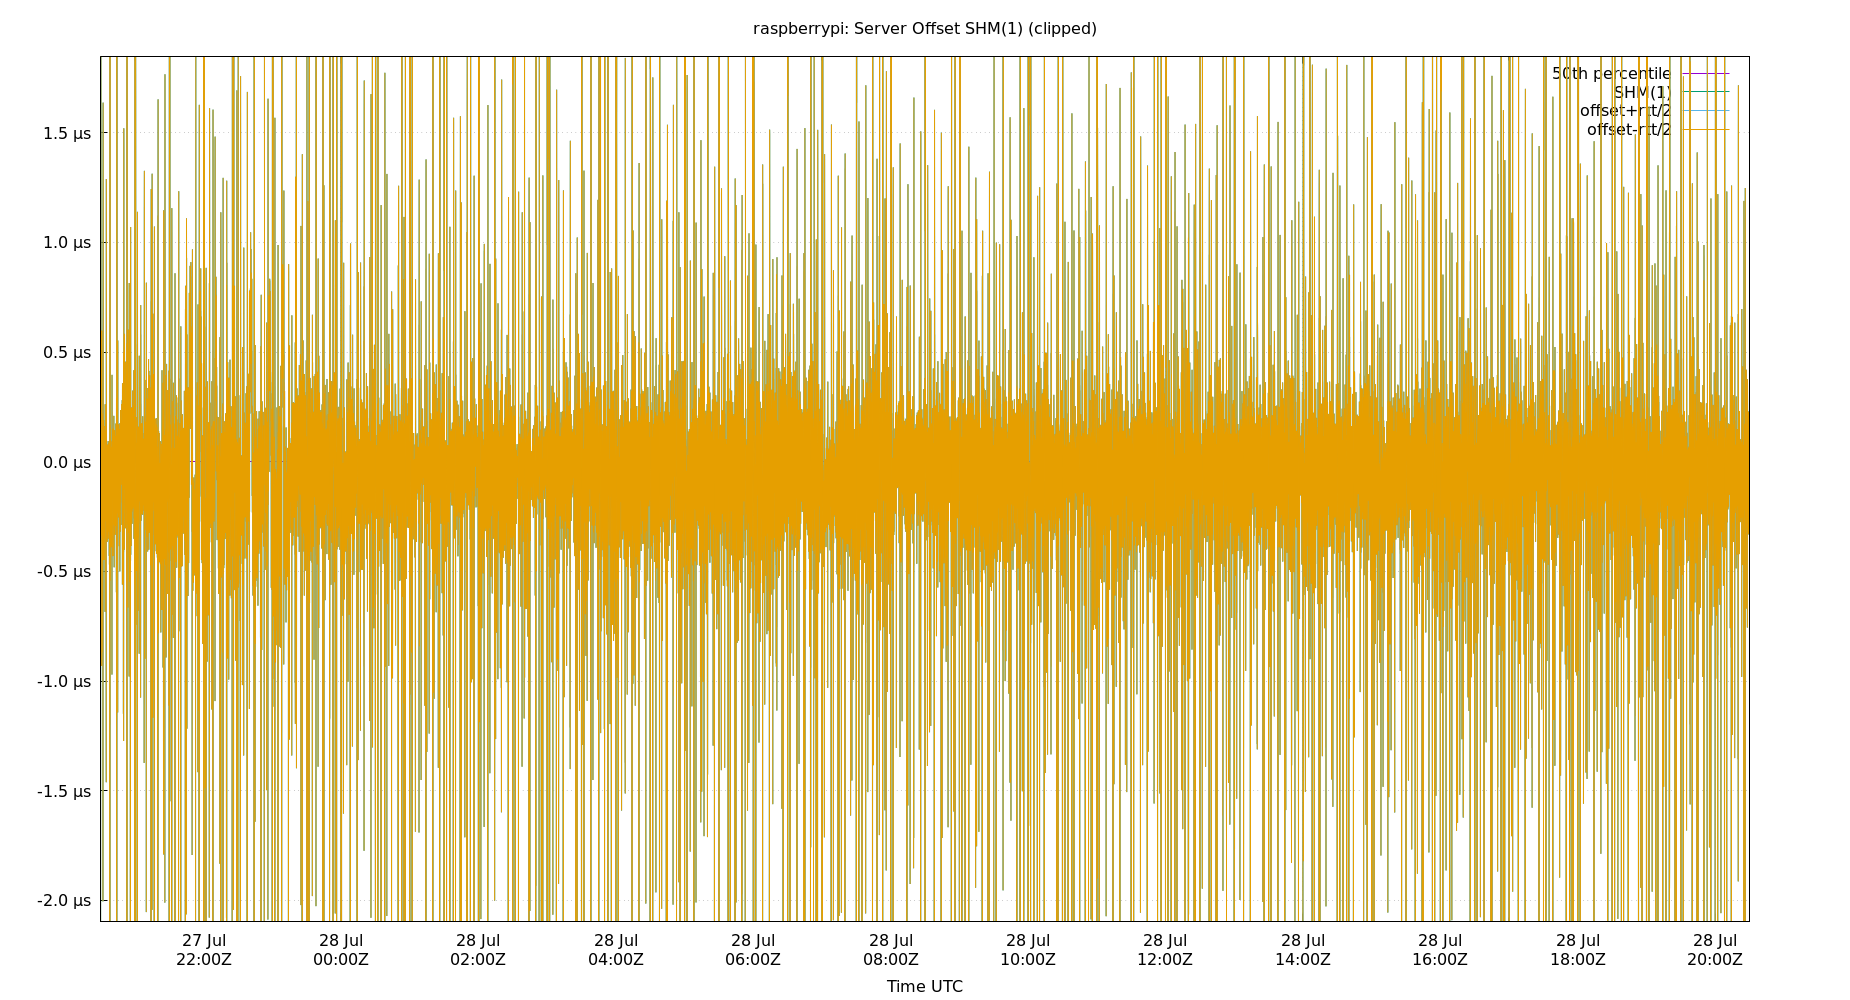 raspberrypi: Server Offset SHM(1) (clipped)
50th percentile
SHM(1)
offset+rtt/2
offset-rtt/2
1.5 µs
1.0 µs
0.5 µs
0.0 µs
-0.5 µs
-1.0 µs
-1.5 µs
-2.0 µs
27 Jul 28 Jul 28 Jul 28 Jul 28 Jul 28 Jul 28 Jul 28 Jul 28 Jul 28 Jul 28 Jul 28 Jul
22:00Z 00:00Z 02:00Z 04:00Z 06:00Z 08:00Z 10:00Z 12:00Z 14:00Z 16:00Z 18:00Z 20:00Z
Time UTC